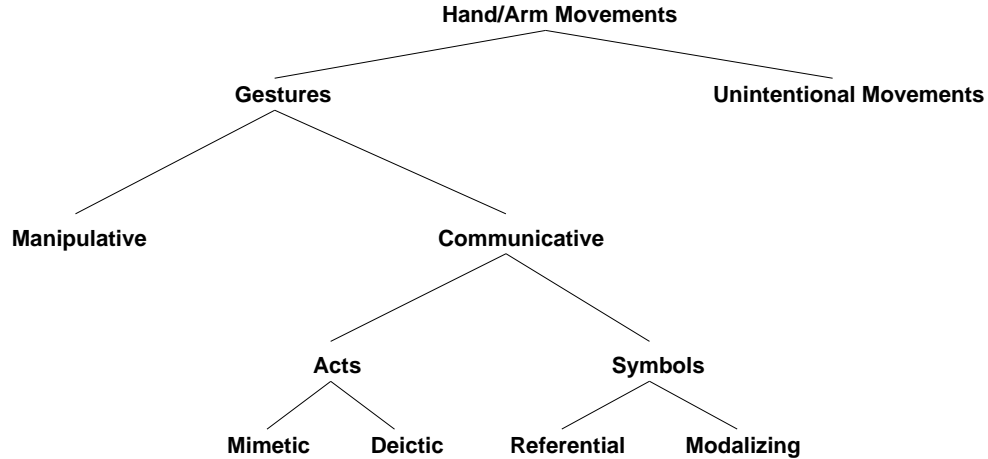 Hand/Arm Movements
Gestures
Unintentional Movements
Manipulative
Communicative
Acts
Symbols
Mimetic
Deictic
Referential
Modalizing